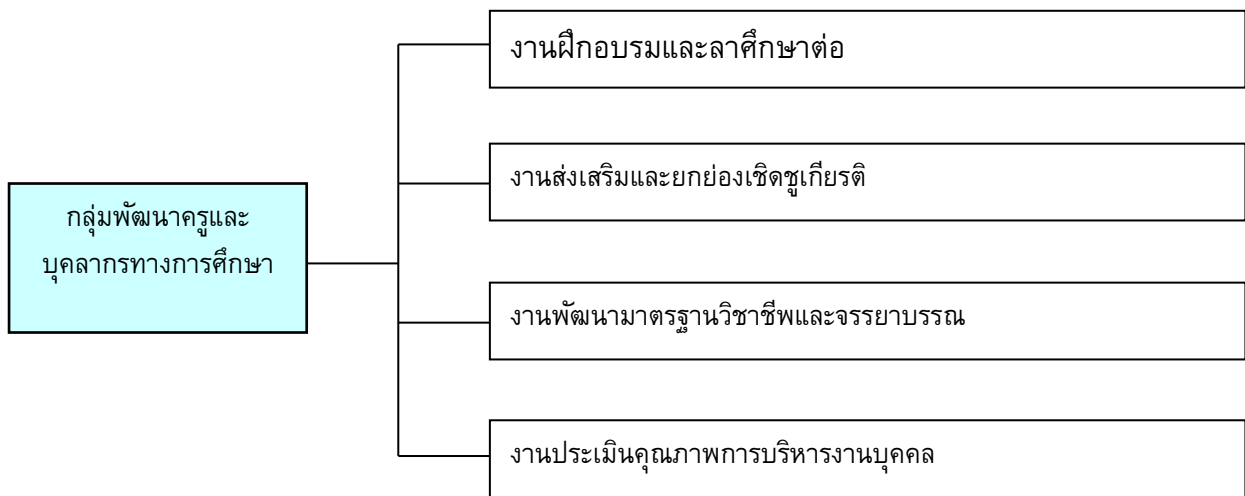 งานฝึกอบรมและลาศึกษาต่อ
งานส่งเสริมและยกย่องเชิดชูเกียรติ
กลุ่มพัฒนาครูและ
บุคลากรทางการศึกษา
งานพัฒนามาตรฐานวิชาชีพและจรรยาบรรณ
งานประเมินคุณภาพการบริหารงานบุคคล